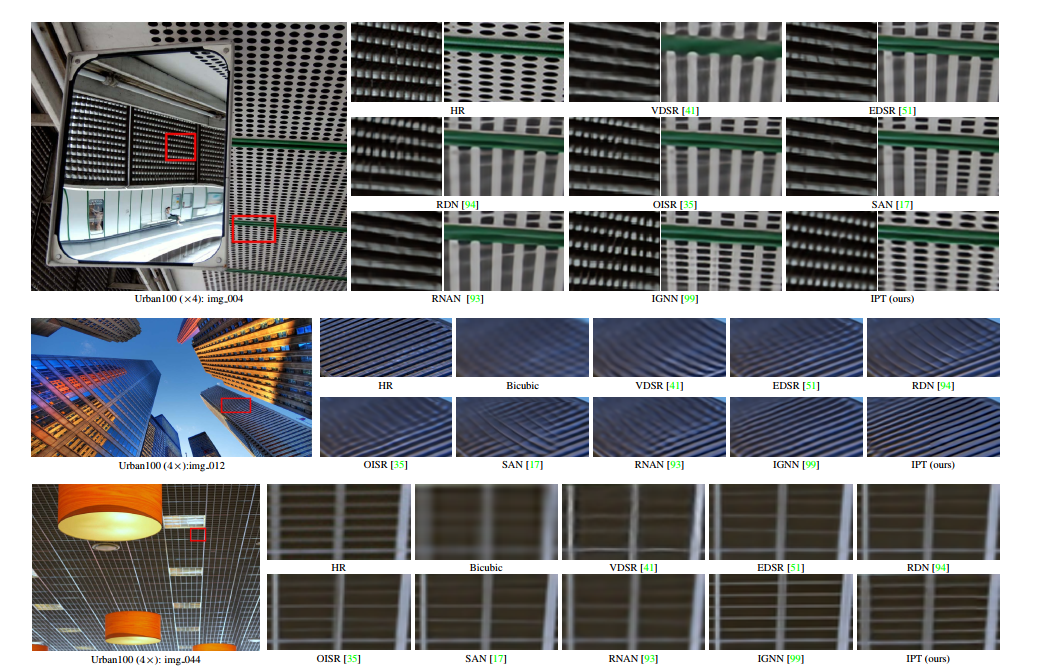 HR VDSR [41] EDSR [51]
RDN [94] OISR [35] SAN [17]
RNAN [93] IGNN [99] IPT (ours)
Urban100 (×4): img_004
HR Bicubic VDSR [41] EDSR [51] RDN [94]
OISR [35] SAN [17] RNAN [93] IGNN [99] IPT (ours)
Urban100 (4×):img_012
HR Bicubic VDSR [41] EDSR [51] RDN [94]
OISR [35] SAN [17] RNAN [93] IGNN [99] IPT (ours)
Urban100 (4×): img_044